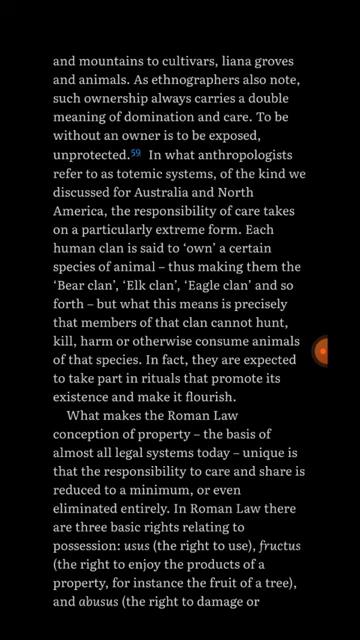 and mountains to cultivars, liana groves
and animals. As ethnographers also note,
such ownership always carries a double
meaning of domination and care. To be
without an owner is to be exposed,
unprotected.59 In what anthropologists
refer to as totemic systems, of the kind we
discussed for Australia and North
America, the responsibility of care takes
on a particularly extreme form. Each
human clan is said to ‘own’ a certain
species of animal – thus making them the
‘Bear clan’, ‘Elk clan’, ‘Eagle clan’ and so
forth – but what this means is precisely
that members of that clan cannot hunt,
kill, harm or otherwise consume animals
of that species. In fact, they are expected
to take part in rituals that promote its
existence and make it flourish.
What makes the Roman Law
conception of property – the basis of
almost all legal systems today – unique is
that the responsibility to care and share is
reduced to a minimum, or even
eliminated entirely. In Roman Law there
are three basic rights relating to
possession: usus (the right to use), fructus
(the right to enjoy the products of a
property, for instance the fruit of a tree),
and abusus (the right to damage or